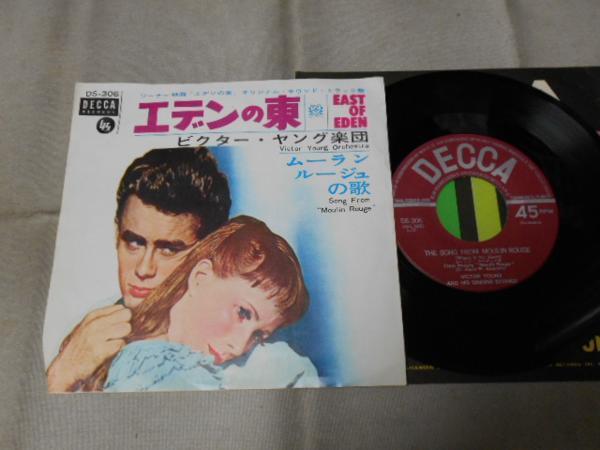 DS-306
ワーナー映画「エデンの東」オリジナル・サウンド・トラック盤
DECCA
RECORDS
45
エデンの東
EAST
OF
EDEN
ビクター・ヤング楽団
Victor Young Orchestra
ムーラン
ルージュ
の歌
Song From
"Moulin Rouge"
DECCA
DS-306
45
RPM
THE SONG FROM MOULIN ROUGE
VICTOR YOUNG
AND HIS SINGING STRINGS